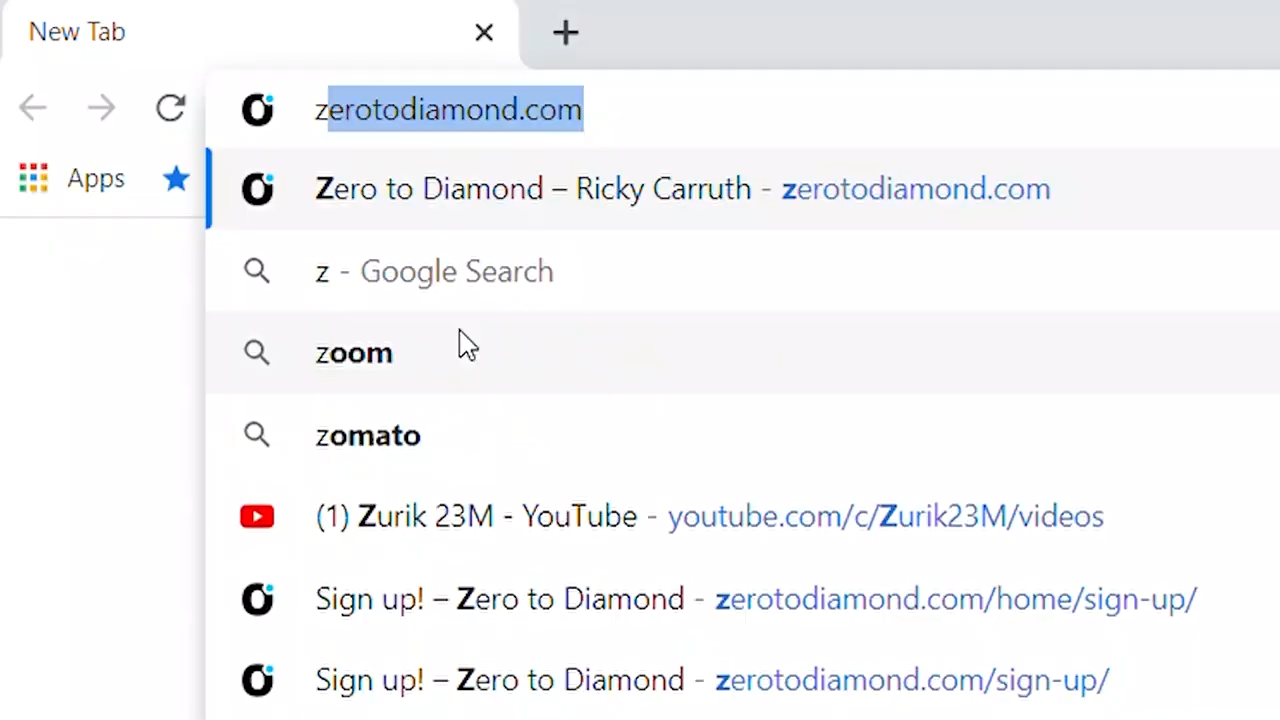 New Tab
zerotodiamond.com
Apps
Zero to Diamond – Ricky Carruth - zerotodiamond.com
z - Google Search
zoom
zomato
(1) Zurik 23M - YouTube - youtube.com/c/Zurik23M/videos
Sign up! – Zero to Diamond - zerotodiamond.com/home/sign-up/
Sign up! – Zero to Diamond - zerotodiamond.com/sign-up/